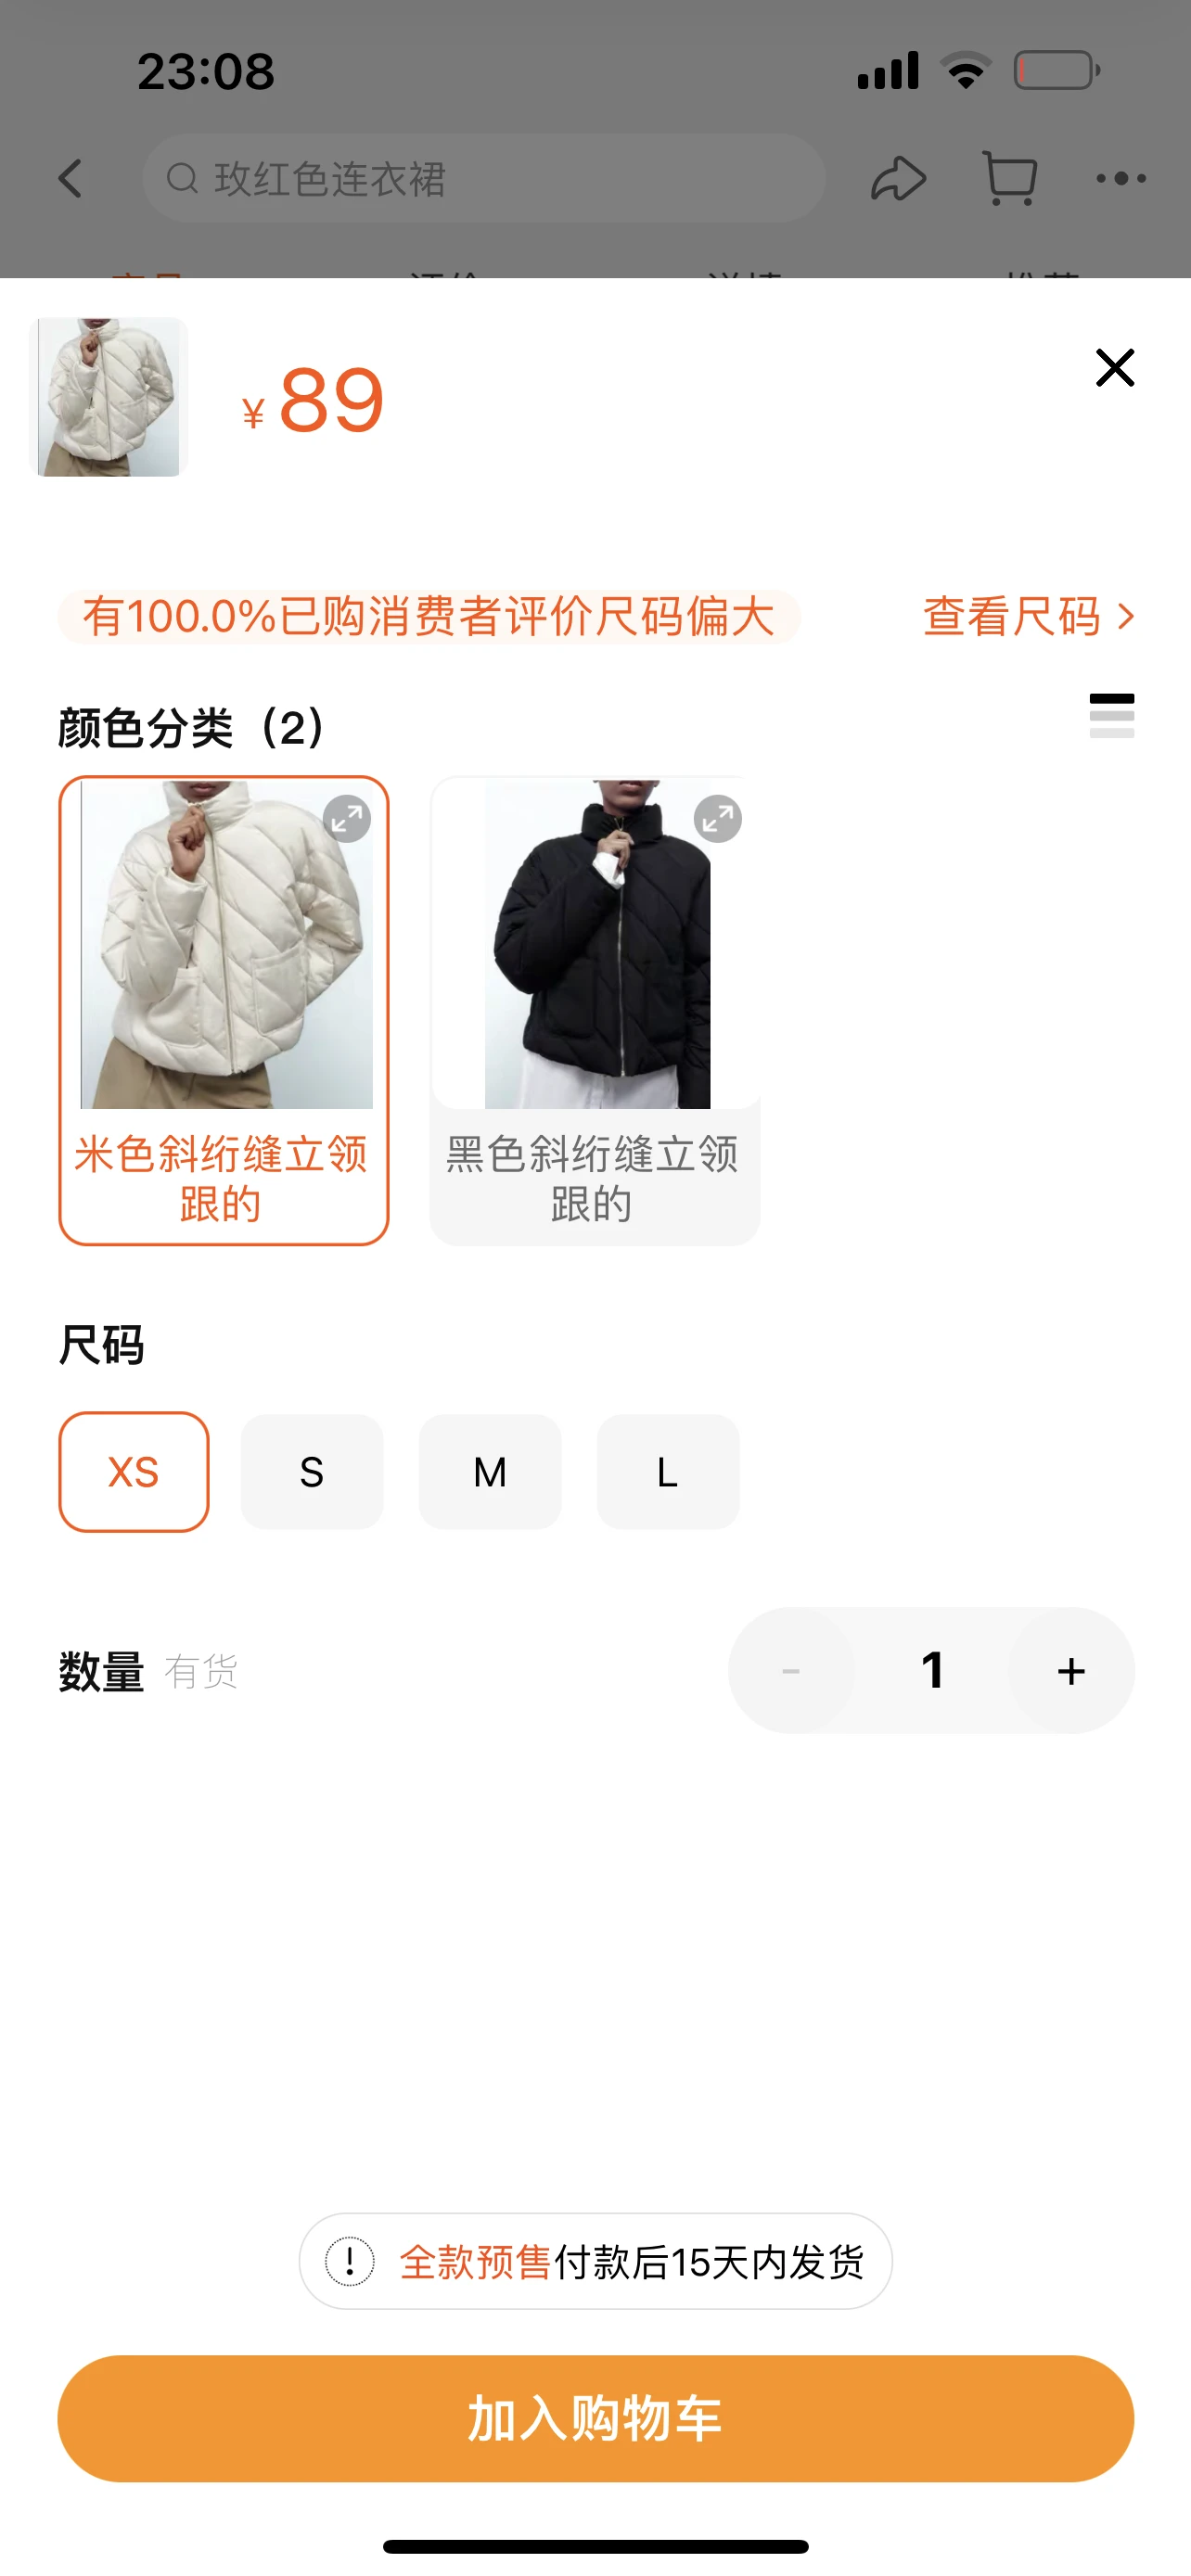 23:08
玫红色连衣裙
¥ 89
有100.0%已购消费者评价尺码偏大
查看尺码
颜色分类（2）
米色斜绗缝立领
跟的
黑色斜绗缝立领
跟的
尺码
XS
S
M
L
数量 有货
- 1 +
全款预售付款后15天内发货
加入购物车